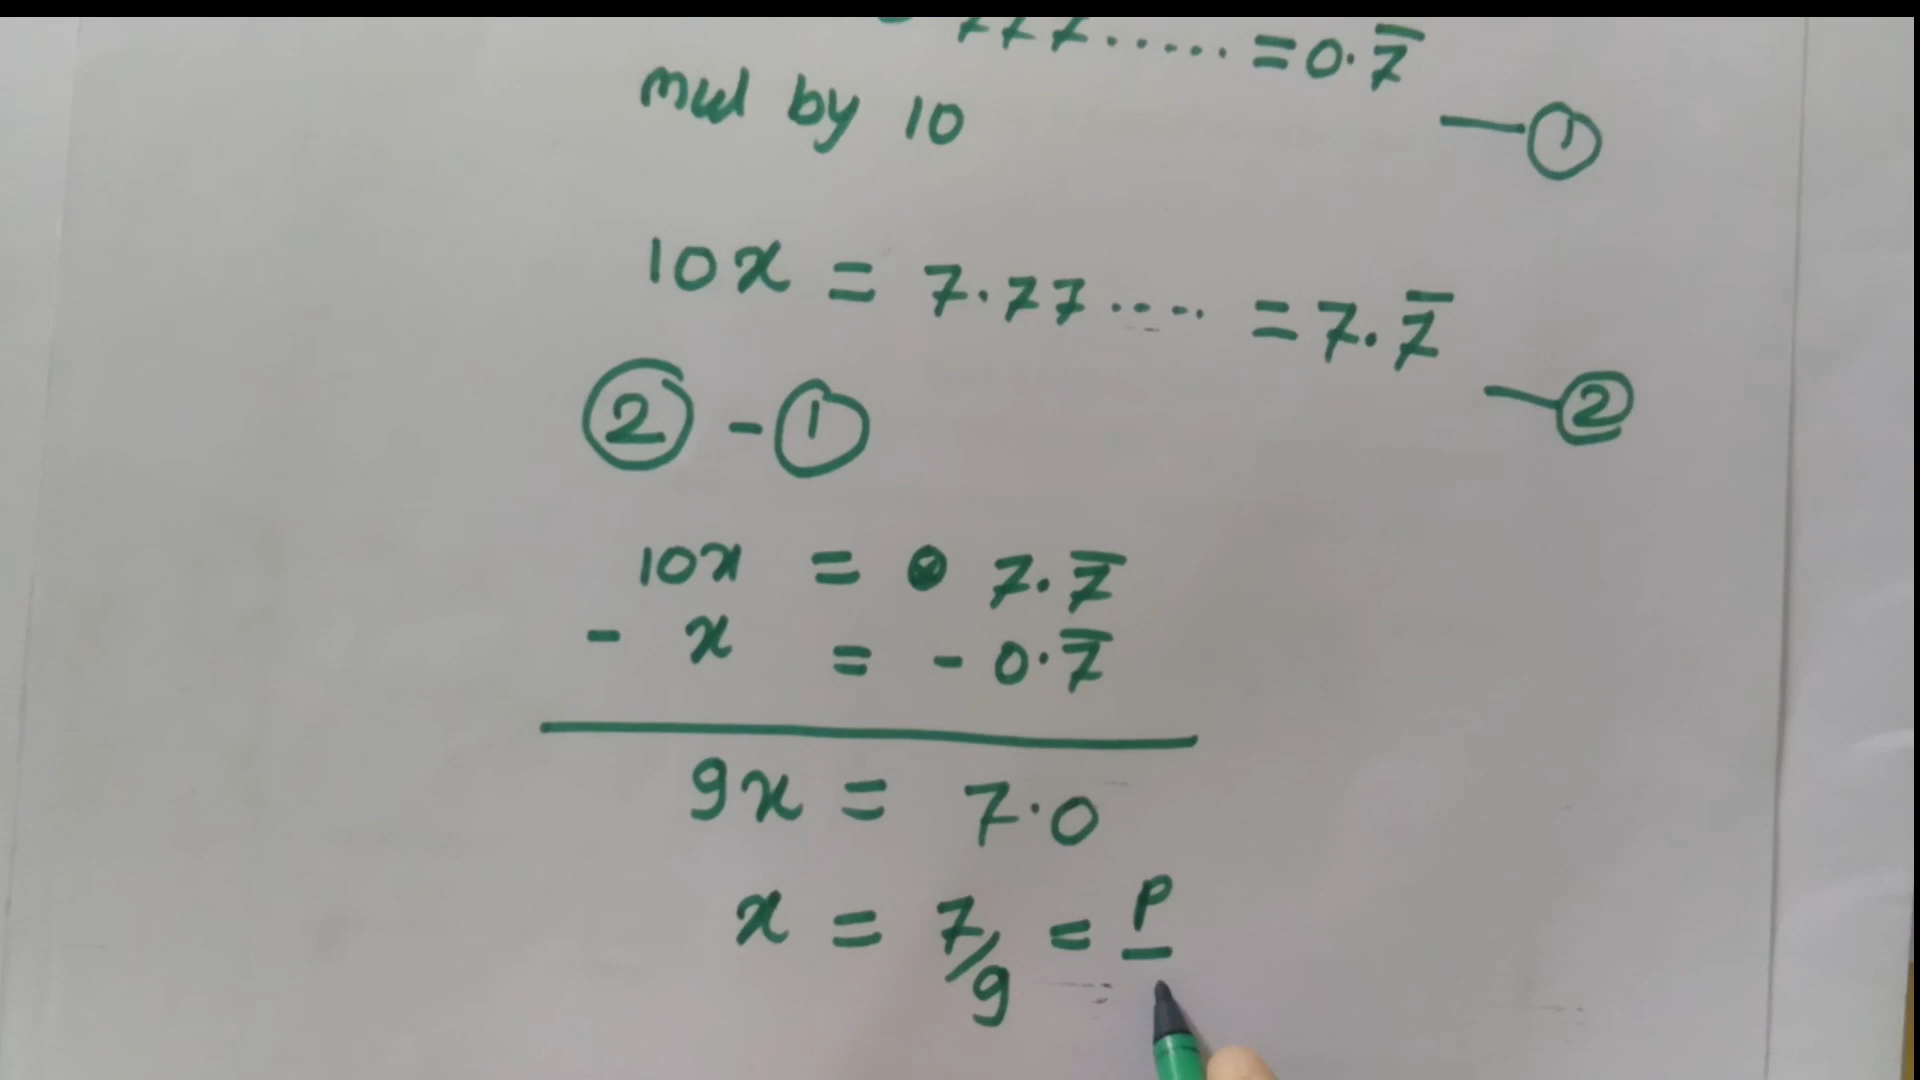 777..... = 0.7̅
mul by 10 — ①
10x = 7.77.... = 7.7̅
② - ① — ②
10x = 7.7̅
- x = - 0.7̅
9x = 7.0
x = 7/9 = P